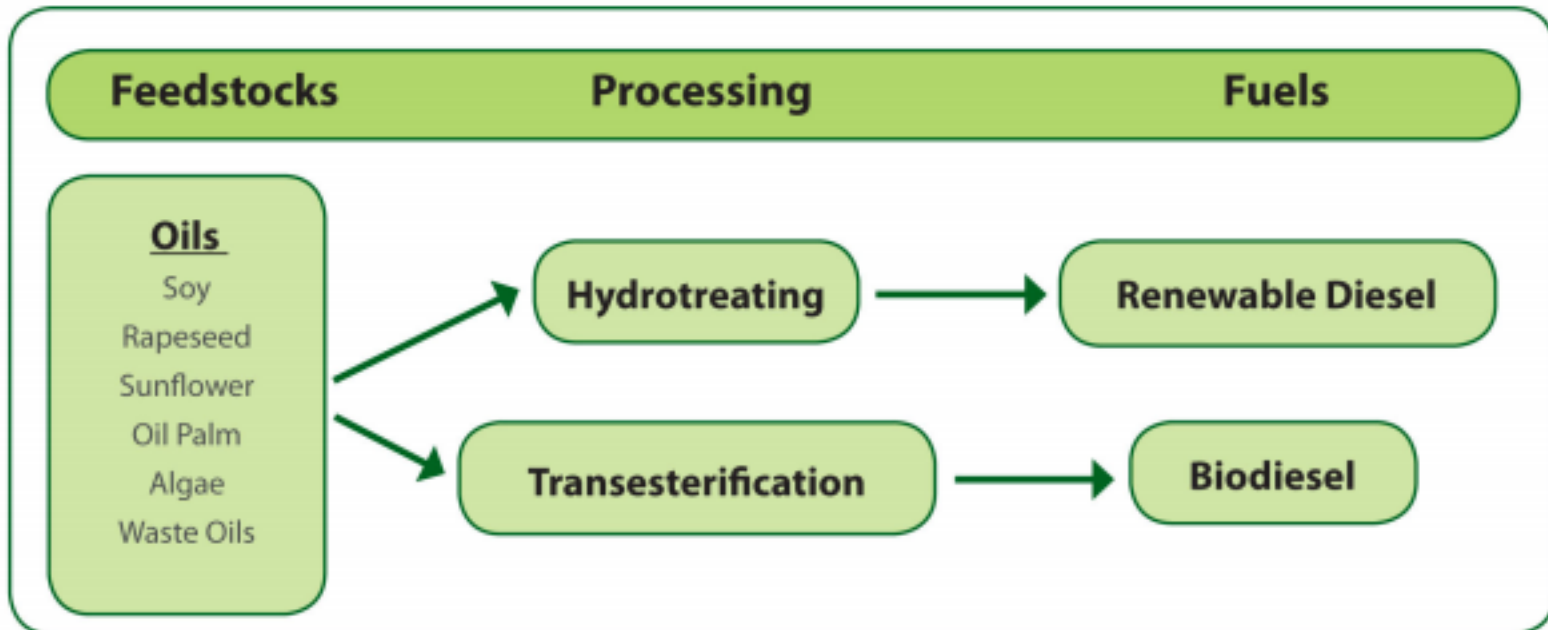 Feedstocks Processing Fuels
Oils
Soy
Rapeseed
Sunflower
Oil Palm
Algae
Waste Oils
Hydrotreating
Renewable Diesel
Transesterification
Biodiesel